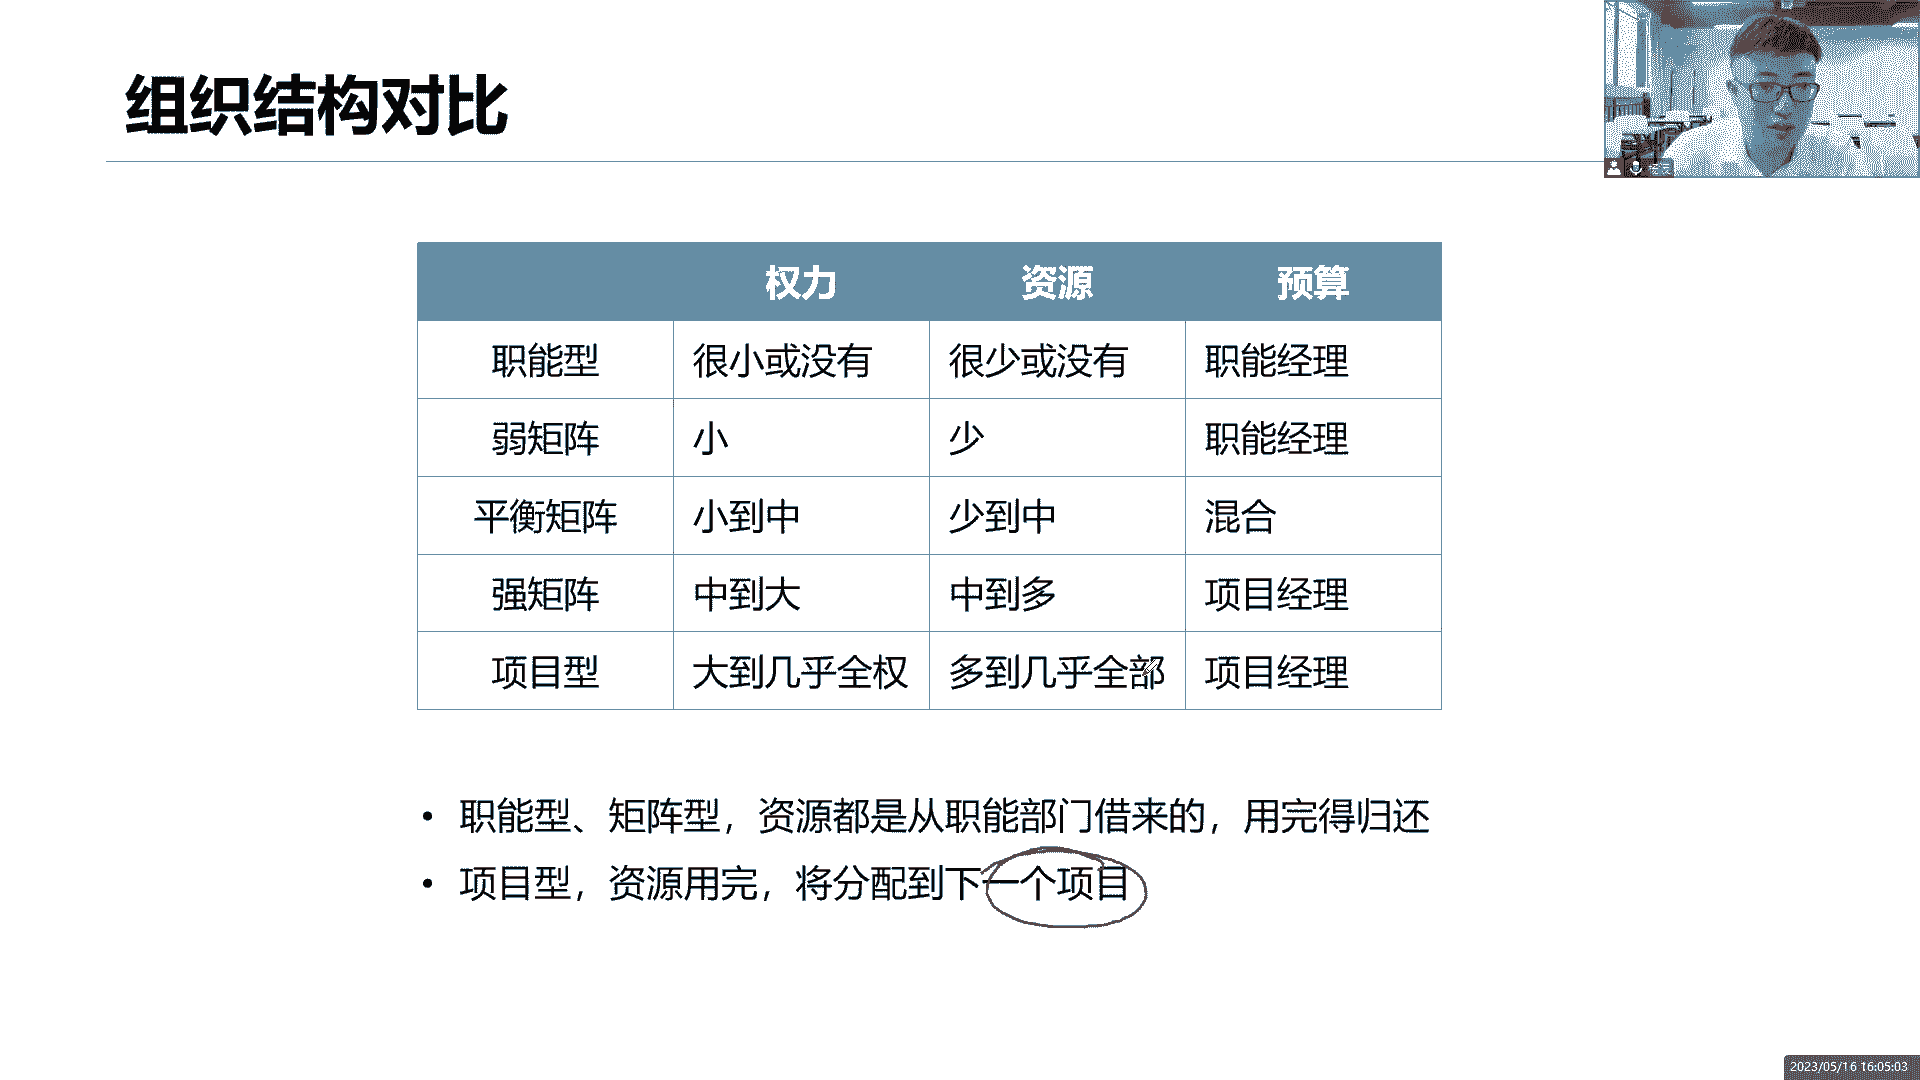 组织结构对比
权力 资源 预算
职能型 很小或没有 很少或没有 职能经理
弱矩阵 小 少 职能经理
平衡矩阵 小到中 少到中 混合
强矩阵 中到大 中到多 项目经理
项目型 大到几乎全权 多到几乎全部 项目经理
• 职能型、矩阵型，资源都是从职能部门借来的，用完得归还
• 项目型，资源用完，将分配到下一个项目
2023/05/16 16:05:03